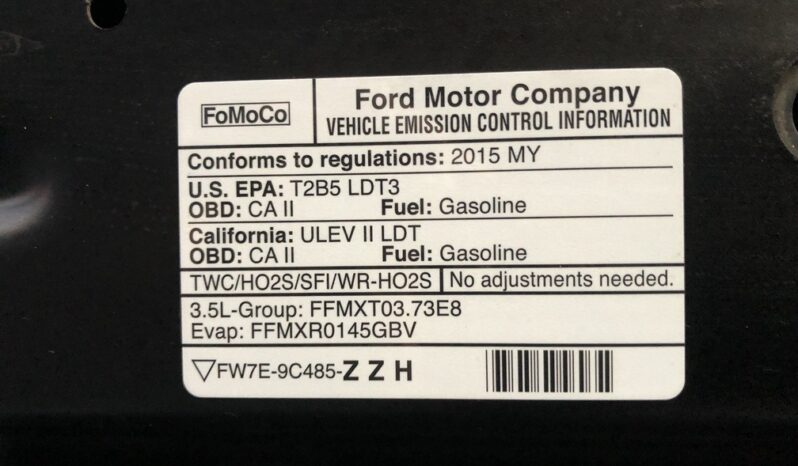 FoMoCo
Ford Motor Company
VEHICLE EMISSION CONTROL INFORMATION
Conforms to regulations: 2015 MY
U.S. EPA: T2B5 LDT3
OBD: CA II Fuel: Gasoline
California: ULEV II LDT
OBD: CA II Fuel: Gasoline
TWC/HO2S/SFI/WR-HO2S No adjustments needed.
3.5L-Group: FFMXT03.73E8
Evap: FFMXR0145GBV
▽FW7E-9C485-Z Z H